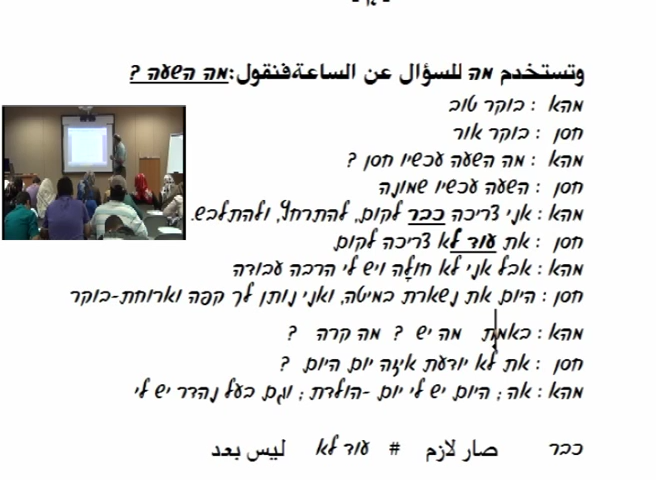 وتستخدم מה للسؤال عن الساعة فنقول: מה השעה ?
מהא : בוקר טוב
חסן : בוקר אור
מהא : מה השעה עכשיו חסן ?
חסן : השעה עכשיו שמונה
מהא : אני צריכה כבר לקום, להתרחץ, ולהתלבש.
חסן : את עוד לא צריכה לקום
מהא : אבל אני לא חולה ויש לי הרבה עבודה
חסן : היום את נשארת במיטה, ואני נותן לך קפה וארוחת-בוקר
מהא : באמת מה יש ? מה קרה ?
חסן : את לא יודעת איזה יום היום ?
מהא : אה; היום יש לי יום -הולדת ; וגם בעל נהדר יש לי
כבר صار لازم # עוד לא ليس بعد